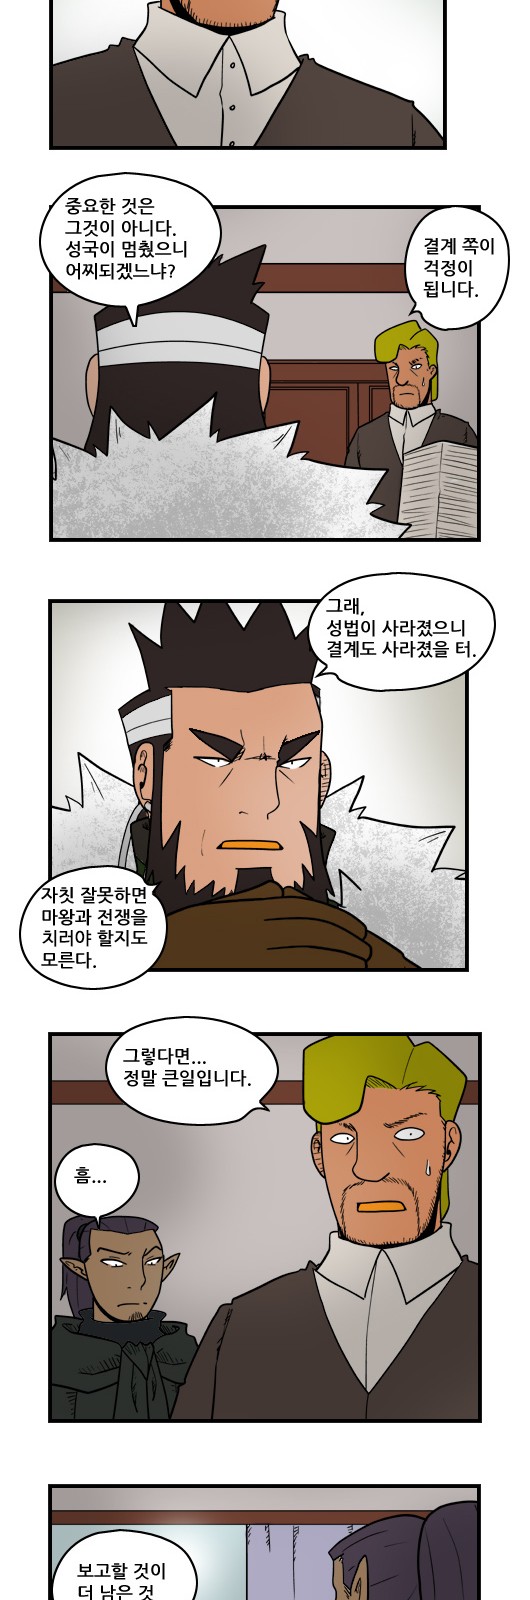 중요한 것은
그것이 아니다.
성국이 멈췄으니
어찌되겠느냐?
결계 쪽이
걱정이
됩니다.
그래,
성법이 사라졌으니
결계도 사라졌을 터.
자칫 잘못하면
마왕과 전쟁을
치러야 할지도
모른다.
그렇다면...
정말 큰일입니다.
흠...
보고할 것이
더 남은 것